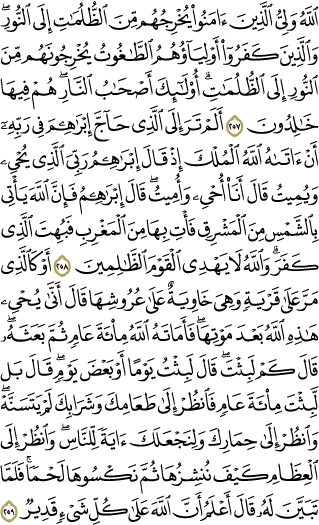 ٱللَّهُ وَلِيُّ ٱلَّذِينَ ءَامَنُوا۟ يُخْرِجُهُم مِّنَ ٱلظُّلُمَـٰتِ إِلَى ٱلنُّورِ ۖ
وَٱلَّذِينَ كَفَرُوٓا۟ أَوْلِيَآؤُهُمُ ٱلطَّـٰغُوتُ يُخْرِجُونَهُم مِّنَ
ٱلنُّورِ إِلَى ٱلظُّلُمَـٰتِ ۗ أُو۟لَـٰٓئِكَ أَصْحَـٰبُ ٱلنَّارِ ۖ هُمْ فِيهَا
خَـٰلِدُونَ ٢٥٧ أَلَمْ تَرَ إِلَى ٱلَّذِى حَآجَّ إِبْرَٰهِـۧمَ فِى رَبِّهِۦٓ
أَنْ ءَاتَىٰهُ ٱللَّهُ ٱلْمُلْكَ إِذْ قَالَ إِبْرَٰهِـۧمُ رَبِّىَ ٱلَّذِى يُحْىِۦ
وَيُمِيتُ قَالَ أَنَا۠ أُحْىِۦ وَأُمِيتُ ۖ قَالَ إِبْرَٰهِـۧمُ فَإِنَّ ٱللَّهَ يَأْتِى
بِٱلشَّمْسِ مِنَ ٱلْمَشْرِقِ فَأْتِ بِهَا مِنَ ٱلْمَغْرِبِ فَبُهِتَ ٱلَّذِى
كَفَرَ ۗ وَٱللَّهُ لَا يَهْدِى ٱلْقَوْمَ ٱلظَّـٰلِمِينَ ٢٥٨ أَوْ كَٱلَّذِى
مَرَّ عَلَىٰ قَرْيَةٍ وَهِىَ خَاوِيَةٌ عَلَىٰ عُرُوشِهَا قَالَ أَنَّىٰ يُحْىِۦ
هَـٰذِهِ ٱللَّهُ بَعْدَ مَوْتِهَا ۖ فَأَمَاتَهُ ٱللَّهُ مِا۟ئَةَ عَامٍ ثُمَّ بَعَثَهُۥ ۖ
قَالَ كَمْ لَبِثْتَ ۖ قَالَ لَبِثْتُ يَوْمًا أَوْ بَعْضَ يَوْمٍ ۖ قَالَ بَل
لَّبِثْتَ مِا۟ئَةَ عَامٍ فَٱنظُرْ إِلَىٰ طَعَامِكَ وَشَرَابِكَ لَمْ يَتَسَنَّهْ ۖ
وَٱنظُرْ إِلَىٰ حِمَارِكَ وَلِنَجْعَلَكَ ءَايَةً لِّلنَّاسِ ۖ وَٱنظُرْ إِلَى
ٱلْعِظَامِ كَيْفَ نُنشِزُهَا ثُمَّ نَكْسُوهَا لَحْمًا ۚ فَلَمَّا
تَبَيَّنَ لَهُۥ قَالَ أَعْلَمُ أَنَّ ٱللَّهَ عَلَىٰ كُلِّ شَىْءٍ قَدِيرٌ ٢٥٩